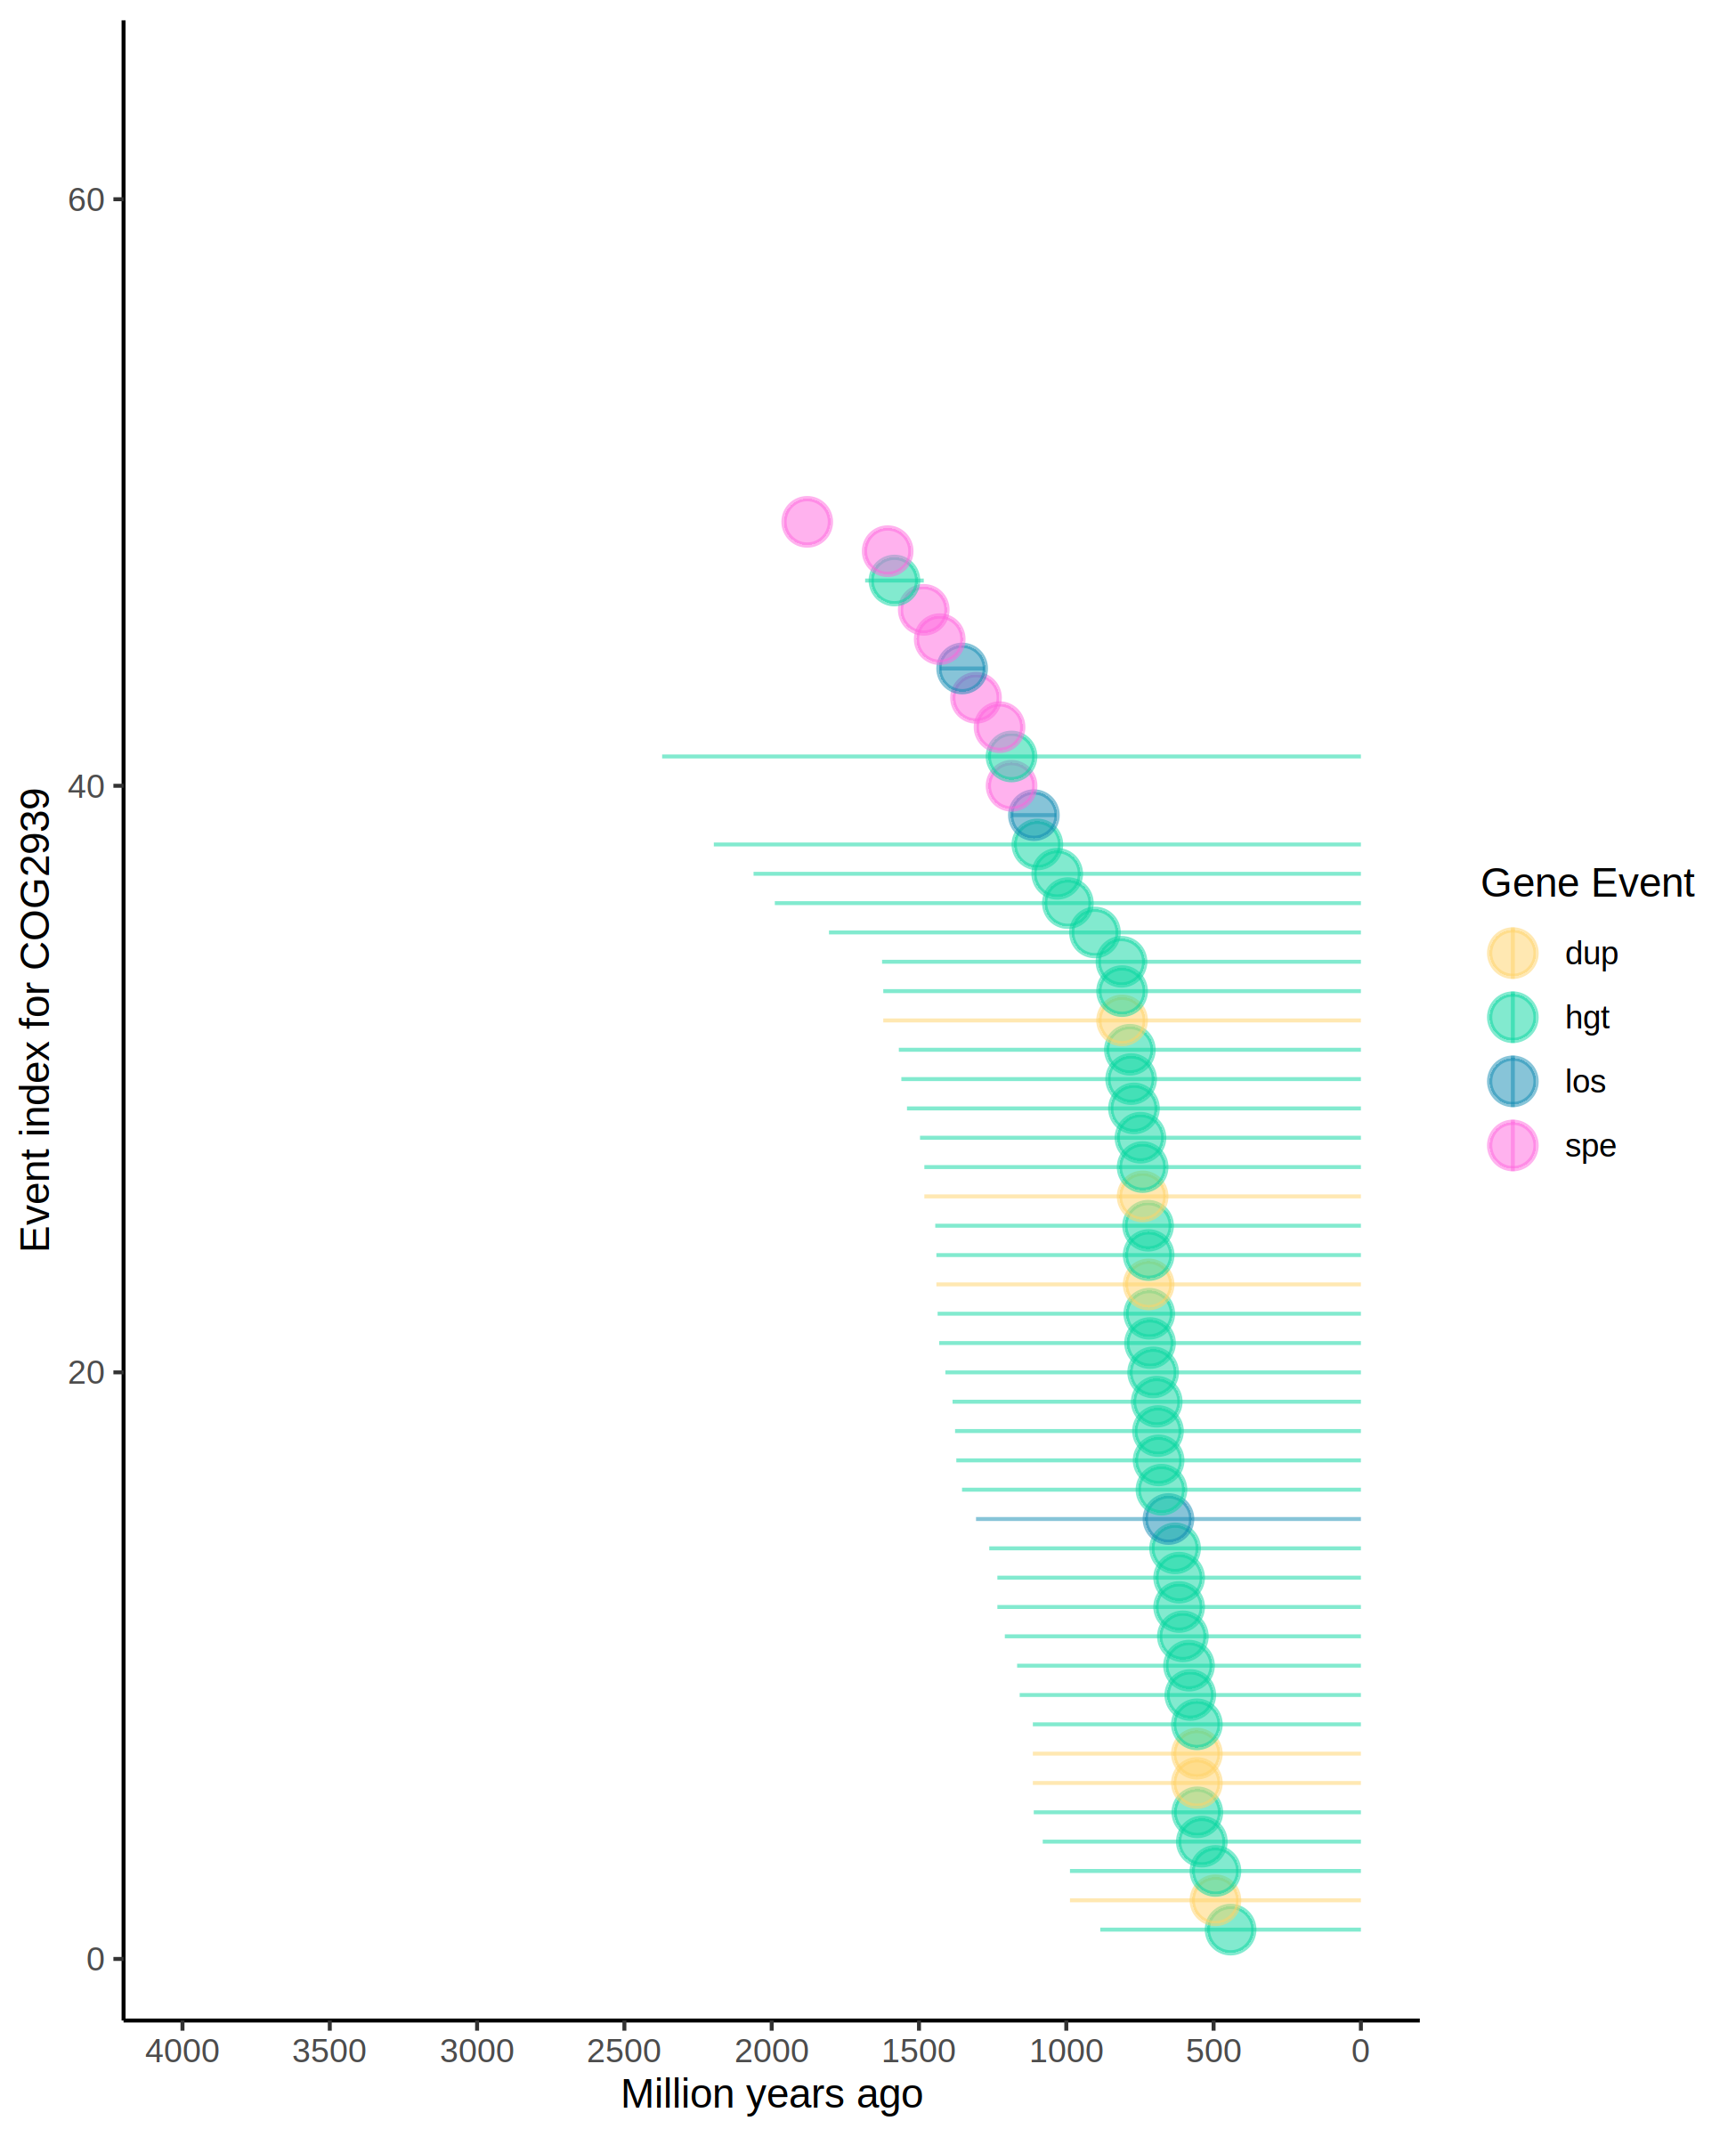 60
40
20
0
Event index for COG2939
4000 3500 3000 2500 2000 1500 1000 500 0
Million years ago
Gene Event
dup
hgt
los
spe